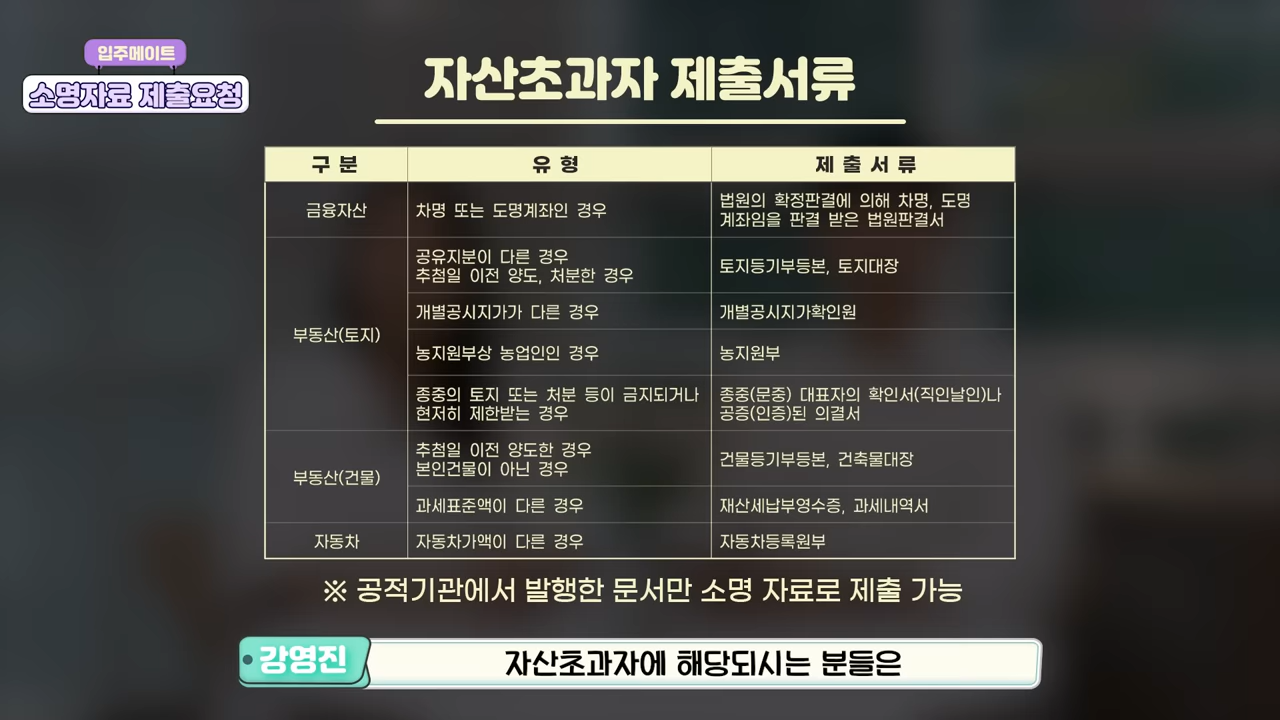 입주메이트
소명자료 제출요청
자산초과자 제출서류
구분 유형 제출서류
금융자산 차명 또는 도명계좌인 경우 법원의 확정판결에 의해 차명, 도명
계좌임을 판결 받은 법원판결서
부동산(토지)
공유지분이 다른 경우
추첨일 이전 양도, 처분한 경우
토지등기부등본, 토지대장
개별공시지가가 다른 경우 개별공시지가확인원
농지원부상 농업인인 경우 농지원부
종중의 토지 또는 처분 등이 금지되거나
현저히 제한받는 경우
종중(문중) 대표자의 확인서(직인날인)나
공증(인증)된 의결서
부동산(건물)
추첨일 이전 양도한 경우
본인건물이 아닌 경우
건물등기부등본, 건축물대장
과세표준액이 다른 경우 재산세납부영수증, 과세내역서
자동차 자동차가액이 다른 경우 자동차등록원부
※ 공적기관에서 발행한 문서만 소명 자료로 제출 가능
강영진 자산초과자에 해당되시는 분들은